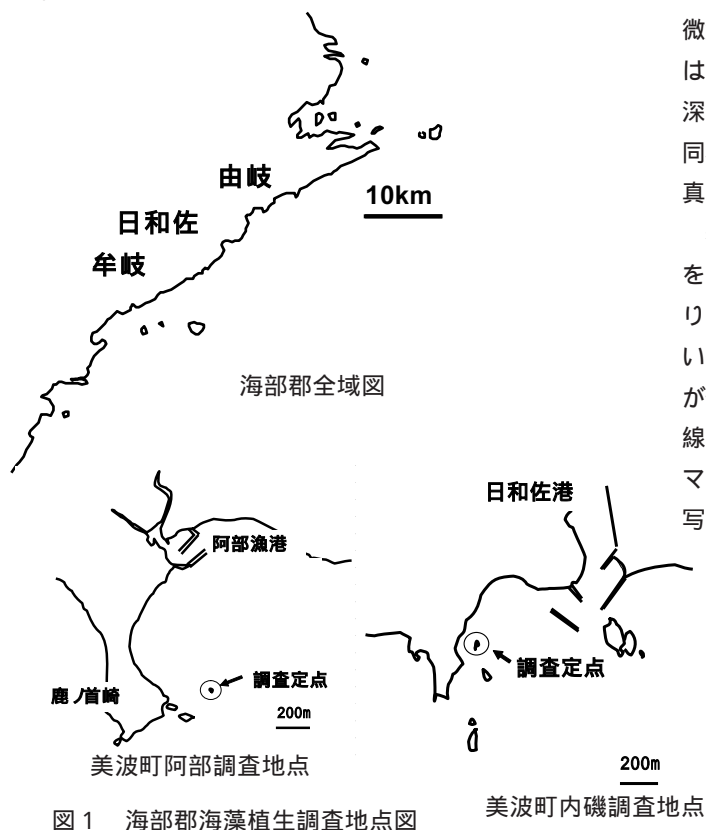 由岐
10km
日和佐
牟岐
海部郡全域図
阿部漁港
鹿ノ首崎
調査定点
200m
美波町阿部調査地点
日和佐港
調査定点
200m
美波町内磯調査地点
図1 海部郡海藻植生調査地点図
微
は
深
同
真
を
り
い
が
線
マ
写